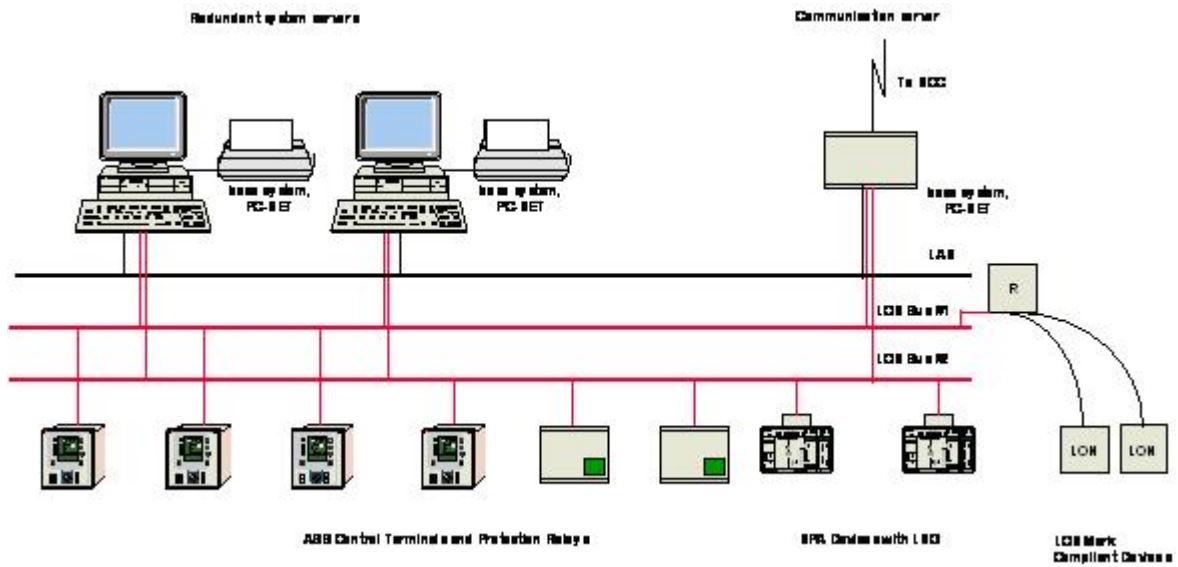 Redundant system servers
Communication server
To NCC
base system,
PC-NET
base system,
PC-NET
base system,
PC-NET
LAN
R
LON Bus #1
LON Bus #2
LON
LON
ABB Control Terminals and Protection Relays
SPA Devices with LSG
LON Mark
Compliant Devices